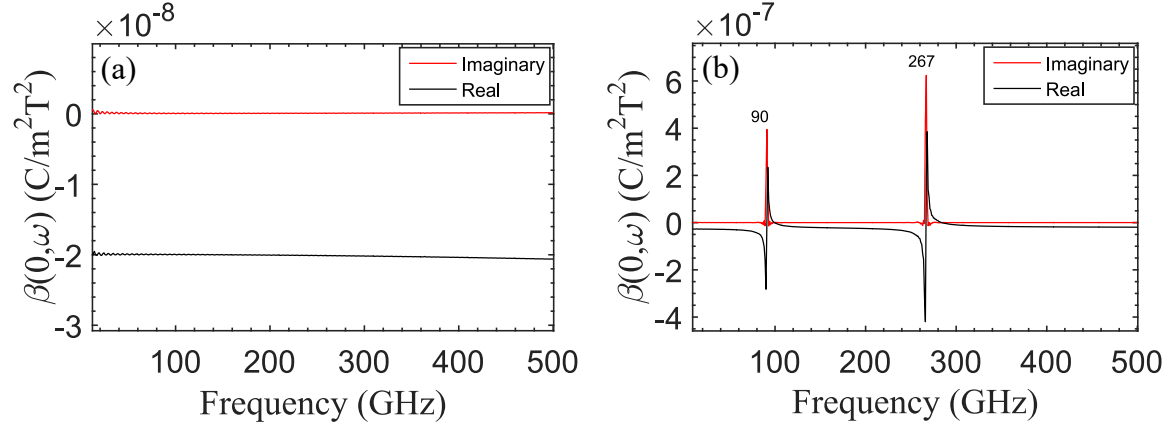 ×10⁻⁸
(a)
Imaginary
Real
0
-1
-2
-3
β(0,ω) (C/m²T²)
100 200 300 400 500
Frequency (GHz)
×10⁻⁷
(b)
267
90
Imaginary
Real
6
4
2
0
-2
-4
β(0,ω) (C/m²T²)
100 200 300 400 500
Frequency (GHz)